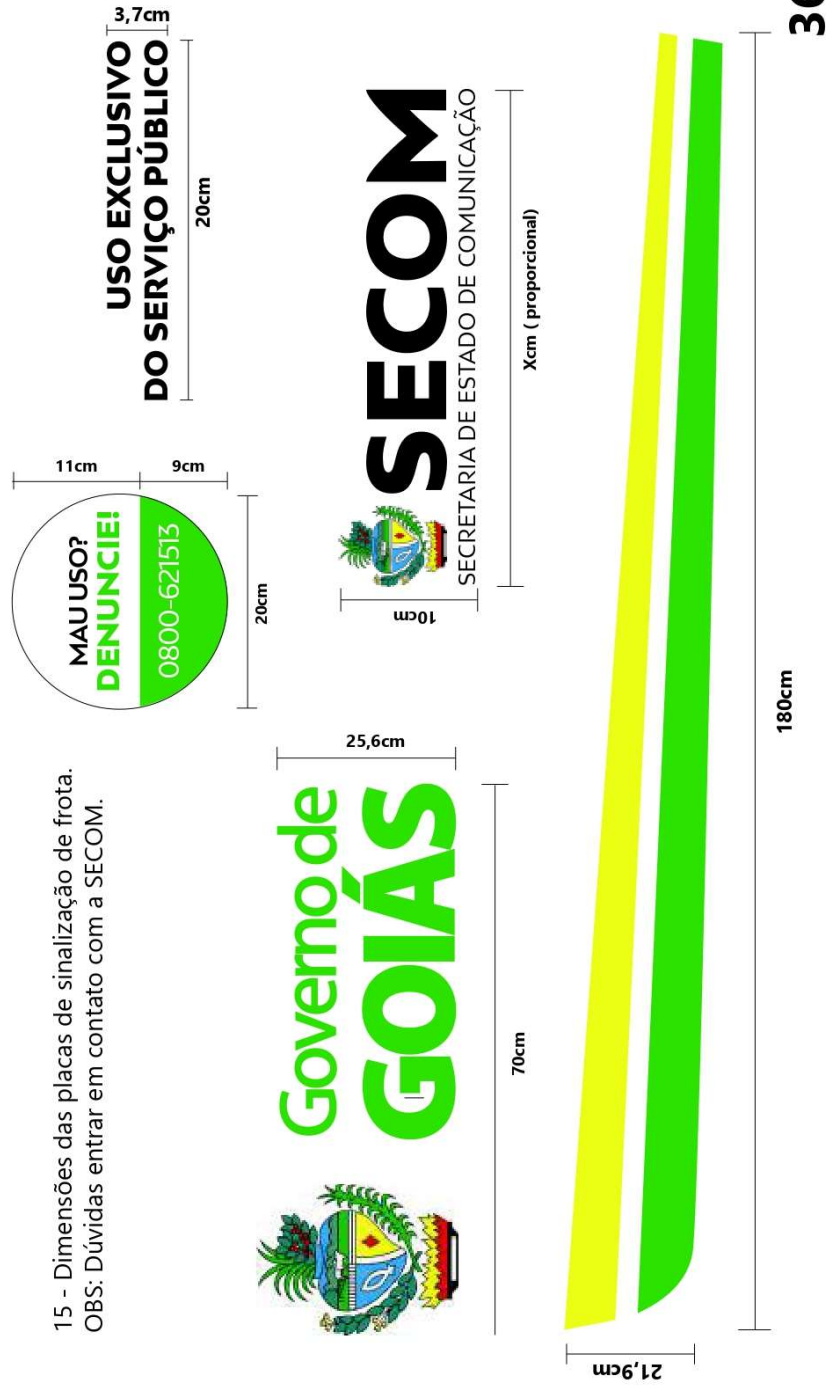 15 - Dimensões das placas de sinalização de frota.
OBS: Dúvidas entrar em contato com a SECOM.
Governo de
GOIÁS
25,6cm
70cm
MAU USO?
DENUNCIE!
0800-621513
11cm
9cm
20cm
USO EXCLUSIVO
DO SERVIÇO PÚBLICO
3,7cm
20cm
SECOM
SECRETARIA DE ESTADO DE COMUNICAÇÃO
10cm
Xcm ( proporcional)
21,9cm
180cm